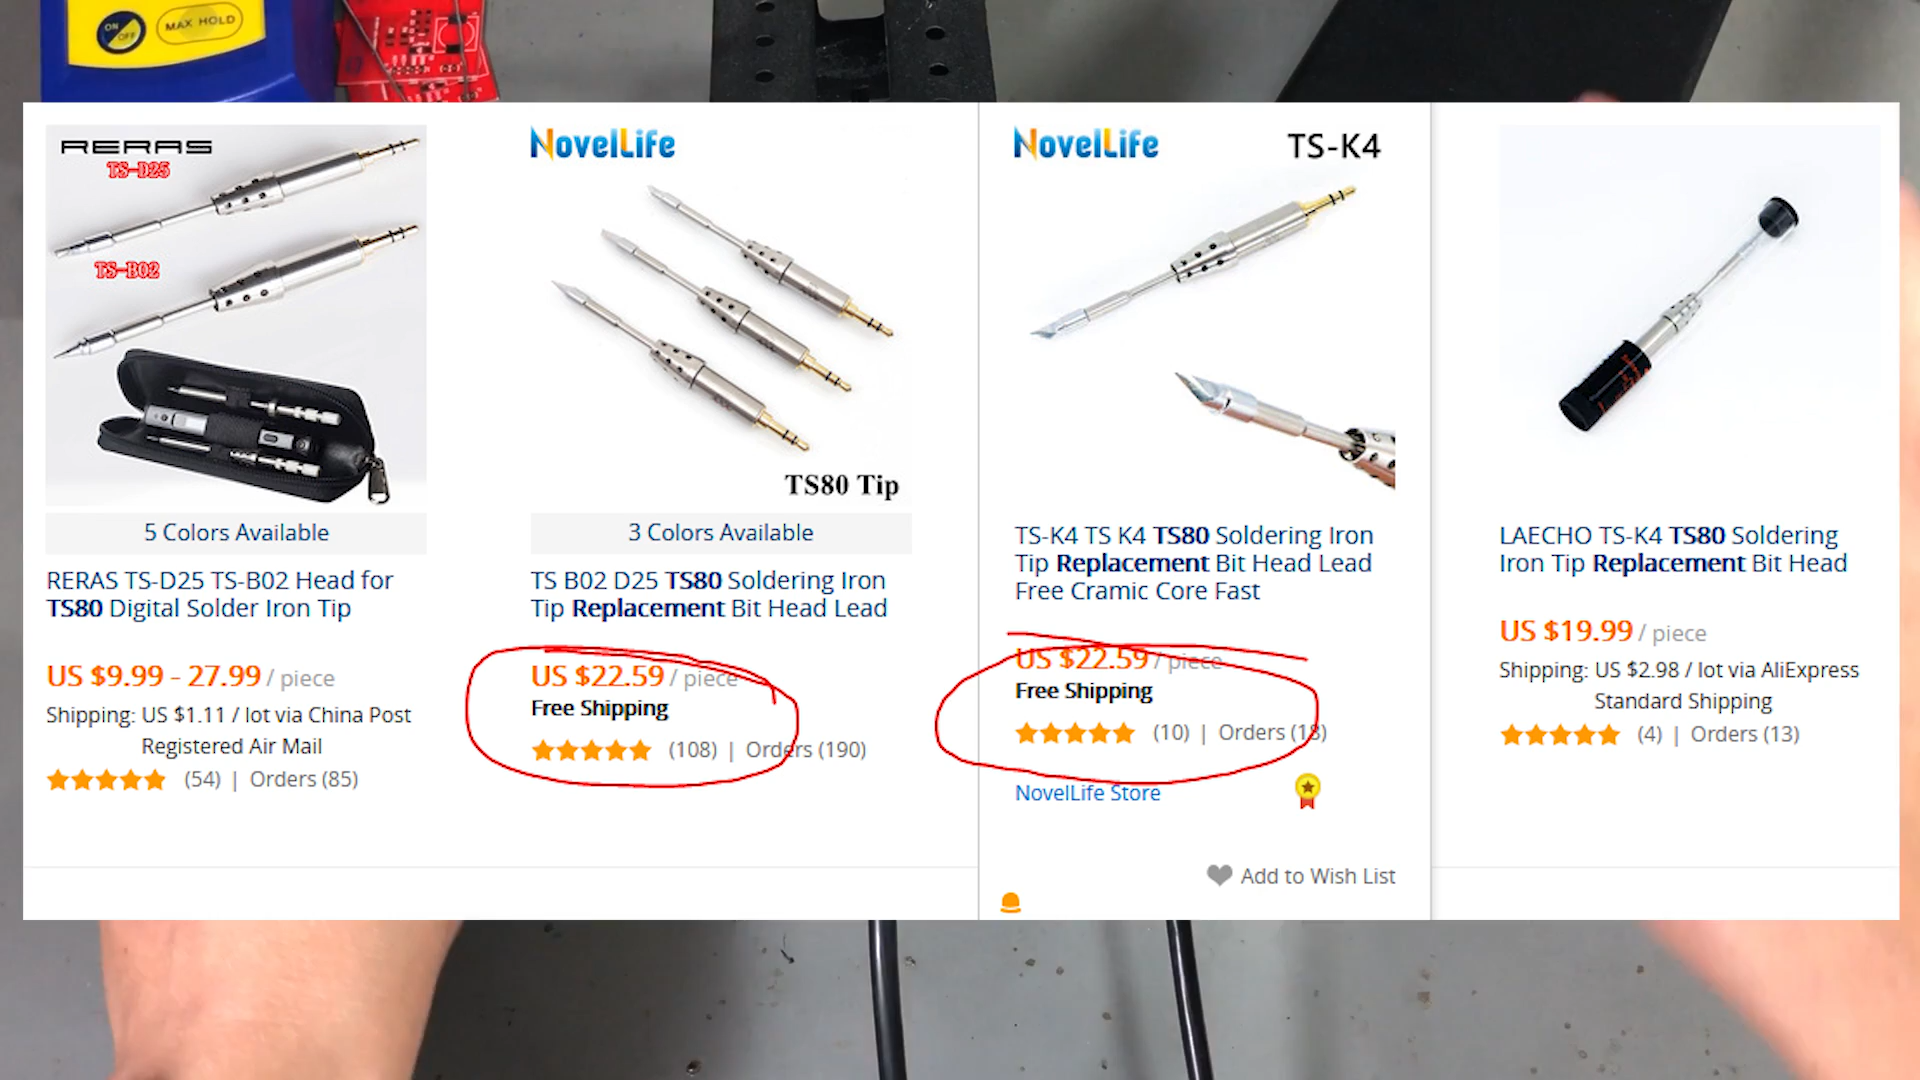 ON
OFF
MAX HOLD
RERAS
TS-D25
TS-B02
5 Colors Available
RERAS TS-D25 TS-B02 Head for
TS80 Digital Solder Iron Tip
US $9.99 - 27.99 / piece
Shipping: US $1.11 / lot via China Post
Registered Air Mail
(54) | Orders (85)
NovelLife
TS80 Tip
3 Colors Available
TS B02 D25 TS80 Soldering Iron
Tip Replacement Bit Head Lead
US $22.59 / piece
Free Shipping
(108) | Orders (190)
NovelLife
TS-K4
TS-K4 TS K4 TS80 Soldering Iron
Tip Replacement Bit Head Lead
Free Cramic Core Fast
US $22.59 / piece
Free Shipping
(10) | Orders (18)
NovelLife Store
Add to Wish List
LAECHO TS-K4 TS80 Soldering
Iron Tip Replacement Bit Head
US $19.99 / piece
Shipping: US $2.98 / lot via AliExpress
Standard Shipping
(4) | Orders (13)